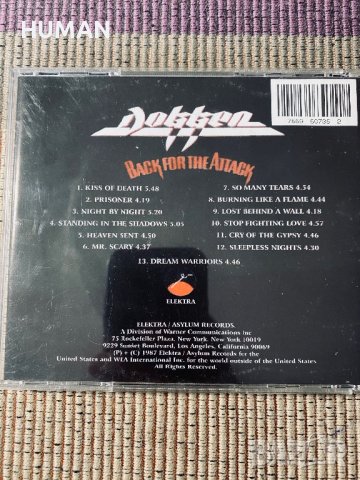 HUMAN
7559 60735 2
Dokken
BACK FOR THE ATTACK
1. KISS OF DEATH 5.48
2. PRISONER 4.19
3. NIGHT BY NIGHT 5.20
4. STANDING IN THE SHADOWS 5.05
5. HEAVEN SENT 4.50
6. MR. SCARY 4.37
7. SO MANY TEARS 4.54
8. BURNING LIKE A FLAME 4.44
9. LOST BEHIND A WALL 4.18
10. STOP FIGHTING LOVE 4.57
11. CRY OF THE GYPSY 4.46
12. SLEEPLESS NIGHTS 4.30
13. DREAM WARRIORS 4.46
ELEKTRA
ELEKTRA / ASYLUM RECORDS.
A Division of Warner Communications Inc
75 Rockefeller Plaza, New York 10019
9229 Sunset Boulevard, Los Angeles, California 90069
(P) + (C) 1987 Elektra / Asylum Records for the
United States and WEA International Inc. for the world outside of the United States
All Rights Reserved.